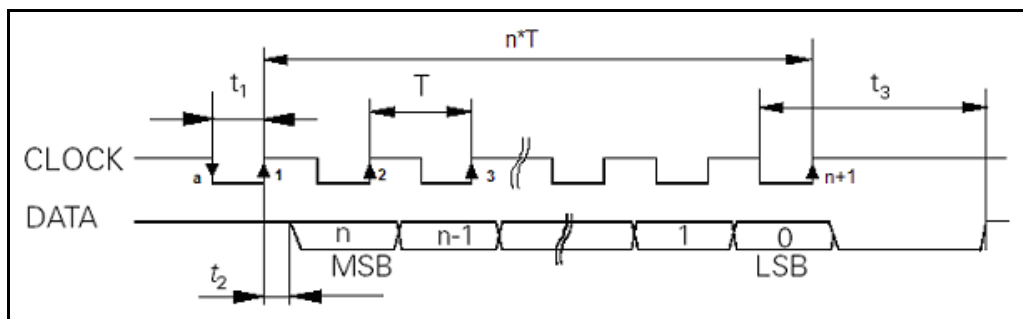 n*T
t1 T t3
CLOCK a 1 2 3 n+1
DATA n n-1 1 0
MSB LSB
t2